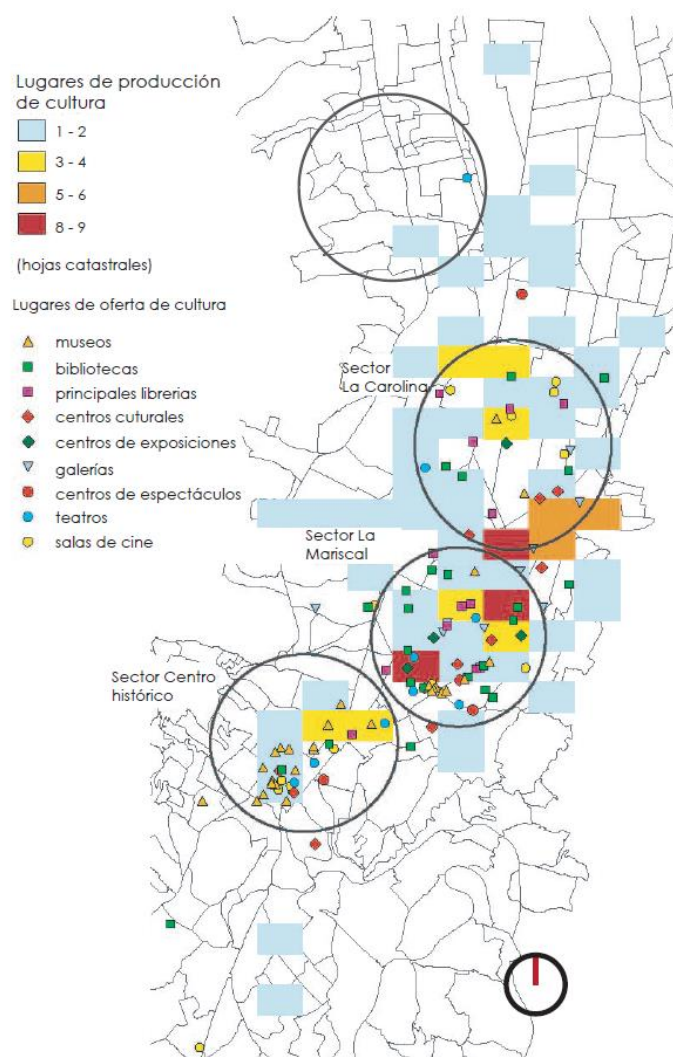 Lugares de producción
de cultura
1 - 2
3 - 4
5 - 6
8 - 9
(hojas catastrales)
Lugares de oferta de cultura
museos
bibliotecas
principales librerias
centros cuturales
centros de exposiciones
galerías
centros de espectáculos
teatros
salas de cine
Sector
La Carolina
Sector La
Mariscal
Sector Centro
histórico